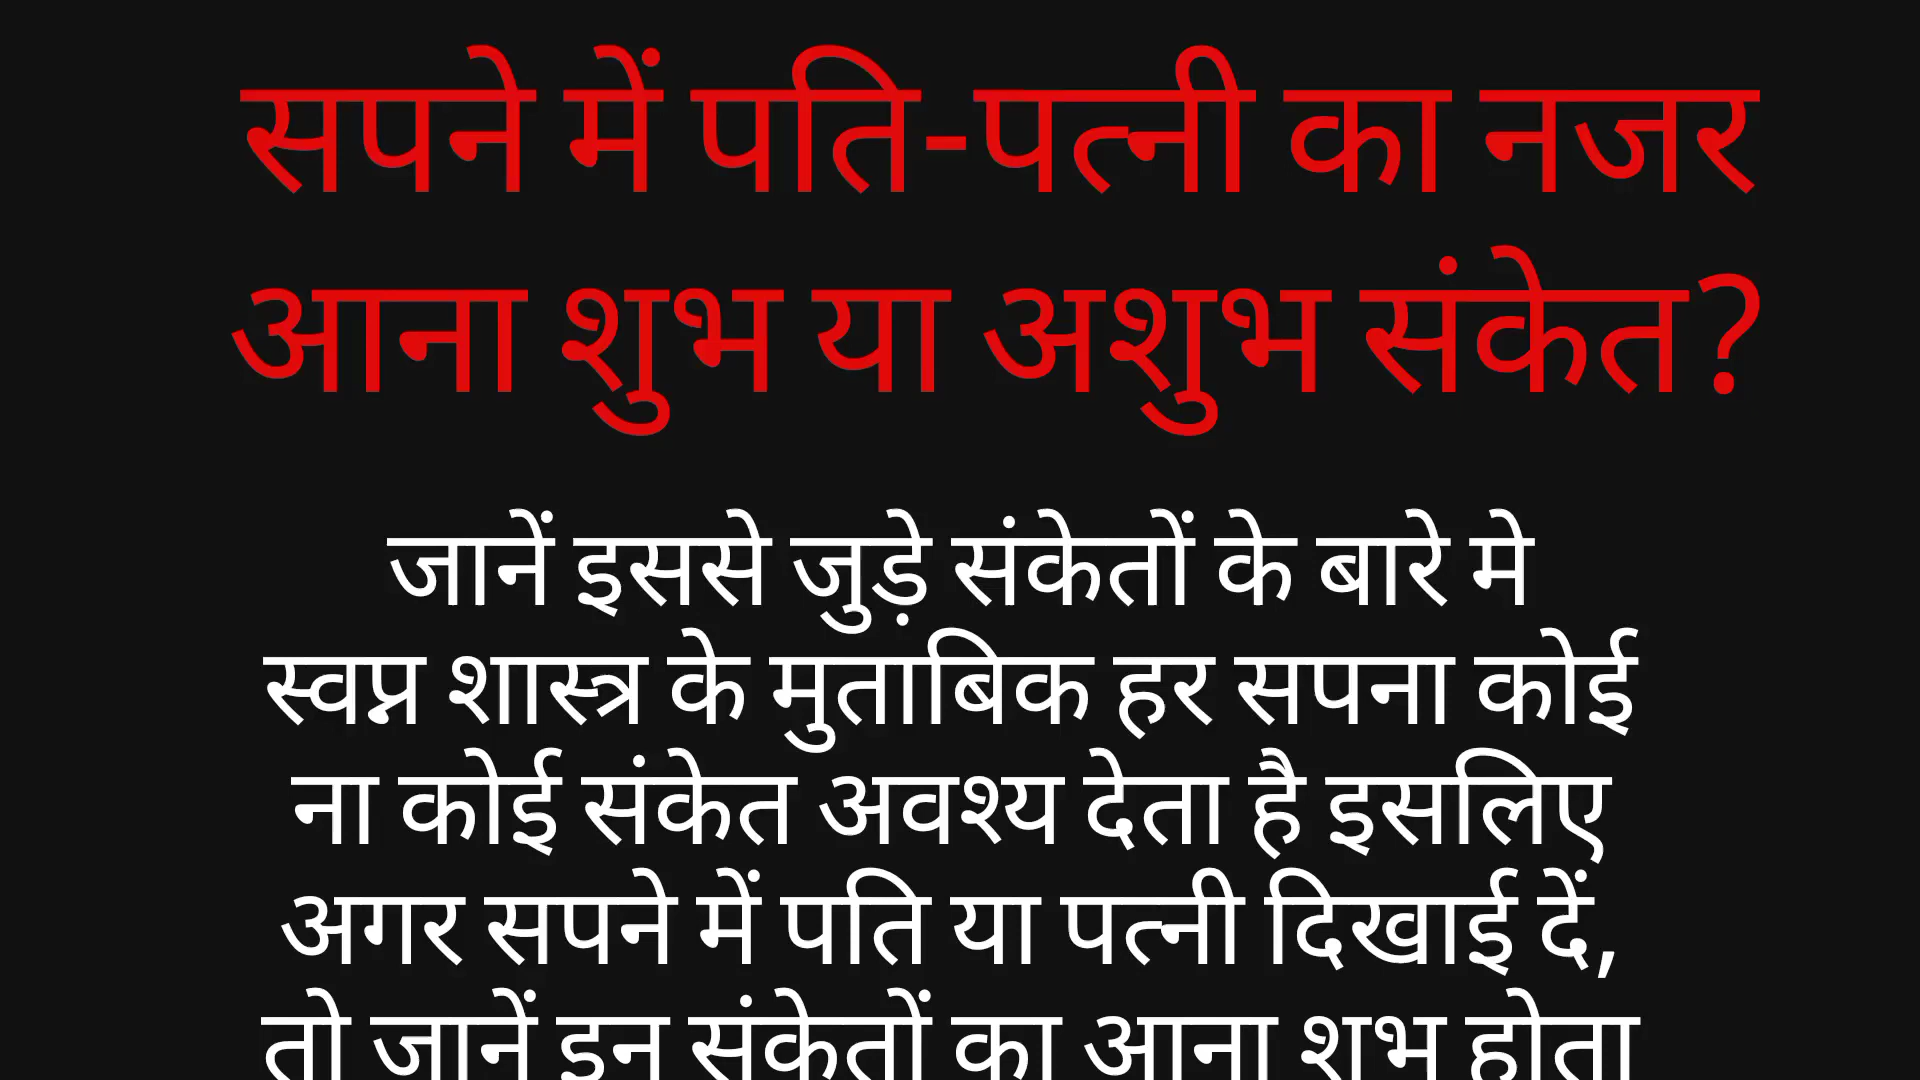 सपने में पति-पत्नी का नजर
आना शुभ या अशुभ संकेत?
जानें इससे जुड़े संकेतों के बारे मे
स्वप्न शास्त्र के मुताबिक हर सपना कोई
ना कोई संकेत अवश्य देता है इसलिए
अगर सपने में पति या पत्नी दिखाई दें,
तो जानें इन संकेतों का आना शुभ होता